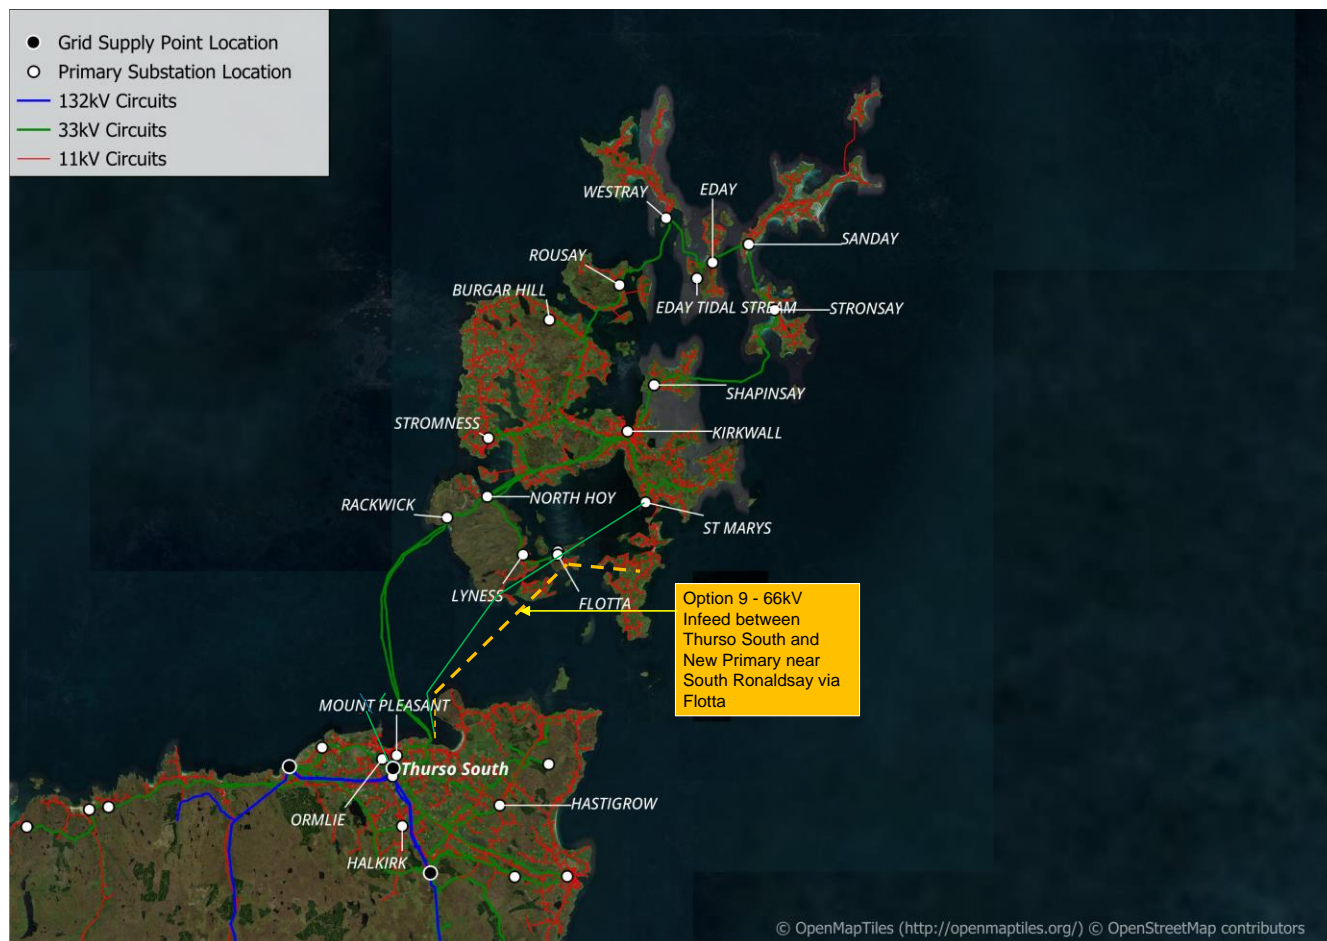 Grid Supply Point Location
Primary Substation Location
132kV Circuits
33kV Circuits
11kV Circuits
WESTRAY
EDAY
SANDAY
ROUSAY
BURGAR HILL
EDAY TIDAL STREAM
STRONSAY
SHAPINSAY
STROMNESS
KIRKWALL
RACKWICK
NORTH HOY
ST MARYS
LYNESS
FLOTTA
Option 9 - 66kV
Infeed between
Thurso South and
New Primary near
South Ronaldsay via
Flotta
MOUNT PLEASANT
Thurso South
HASTIGROW
ORMLIE
HALKIRK
© OpenMapTiles (http://openmaptiles.org/) © OpenStreetMap contributors